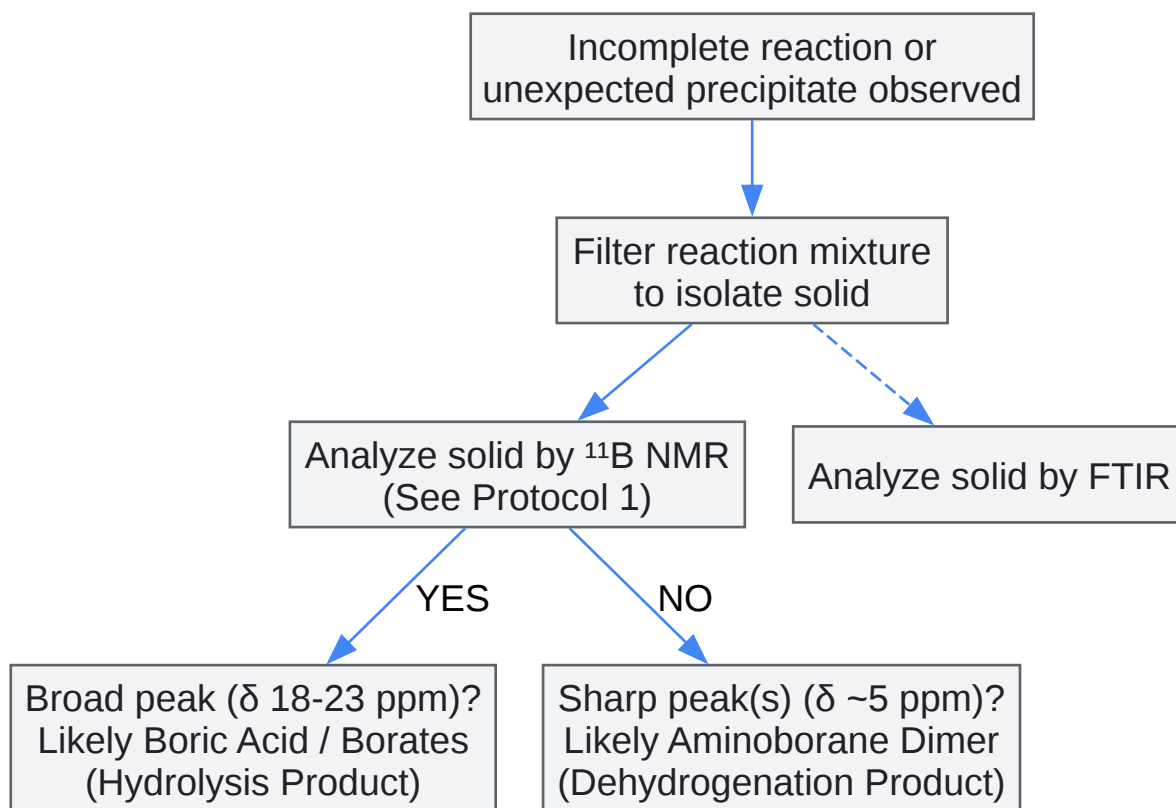 Incomplete reaction or
unexpected precipitate observed
Filter reaction mixture
to isolate solid
Analyze solid by ¹¹B NMR
(See Protocol 1)
Analyze solid by FTIR
YES
NO
Broad peak (δ 18-23 ppm)?
Likely Boric Acid / Borates
(Hydrolysis Product)
Sharp peak(s) (δ ~5 ppm)?
Likely Aminoborane Dimer
(Dehydrogenation Product)